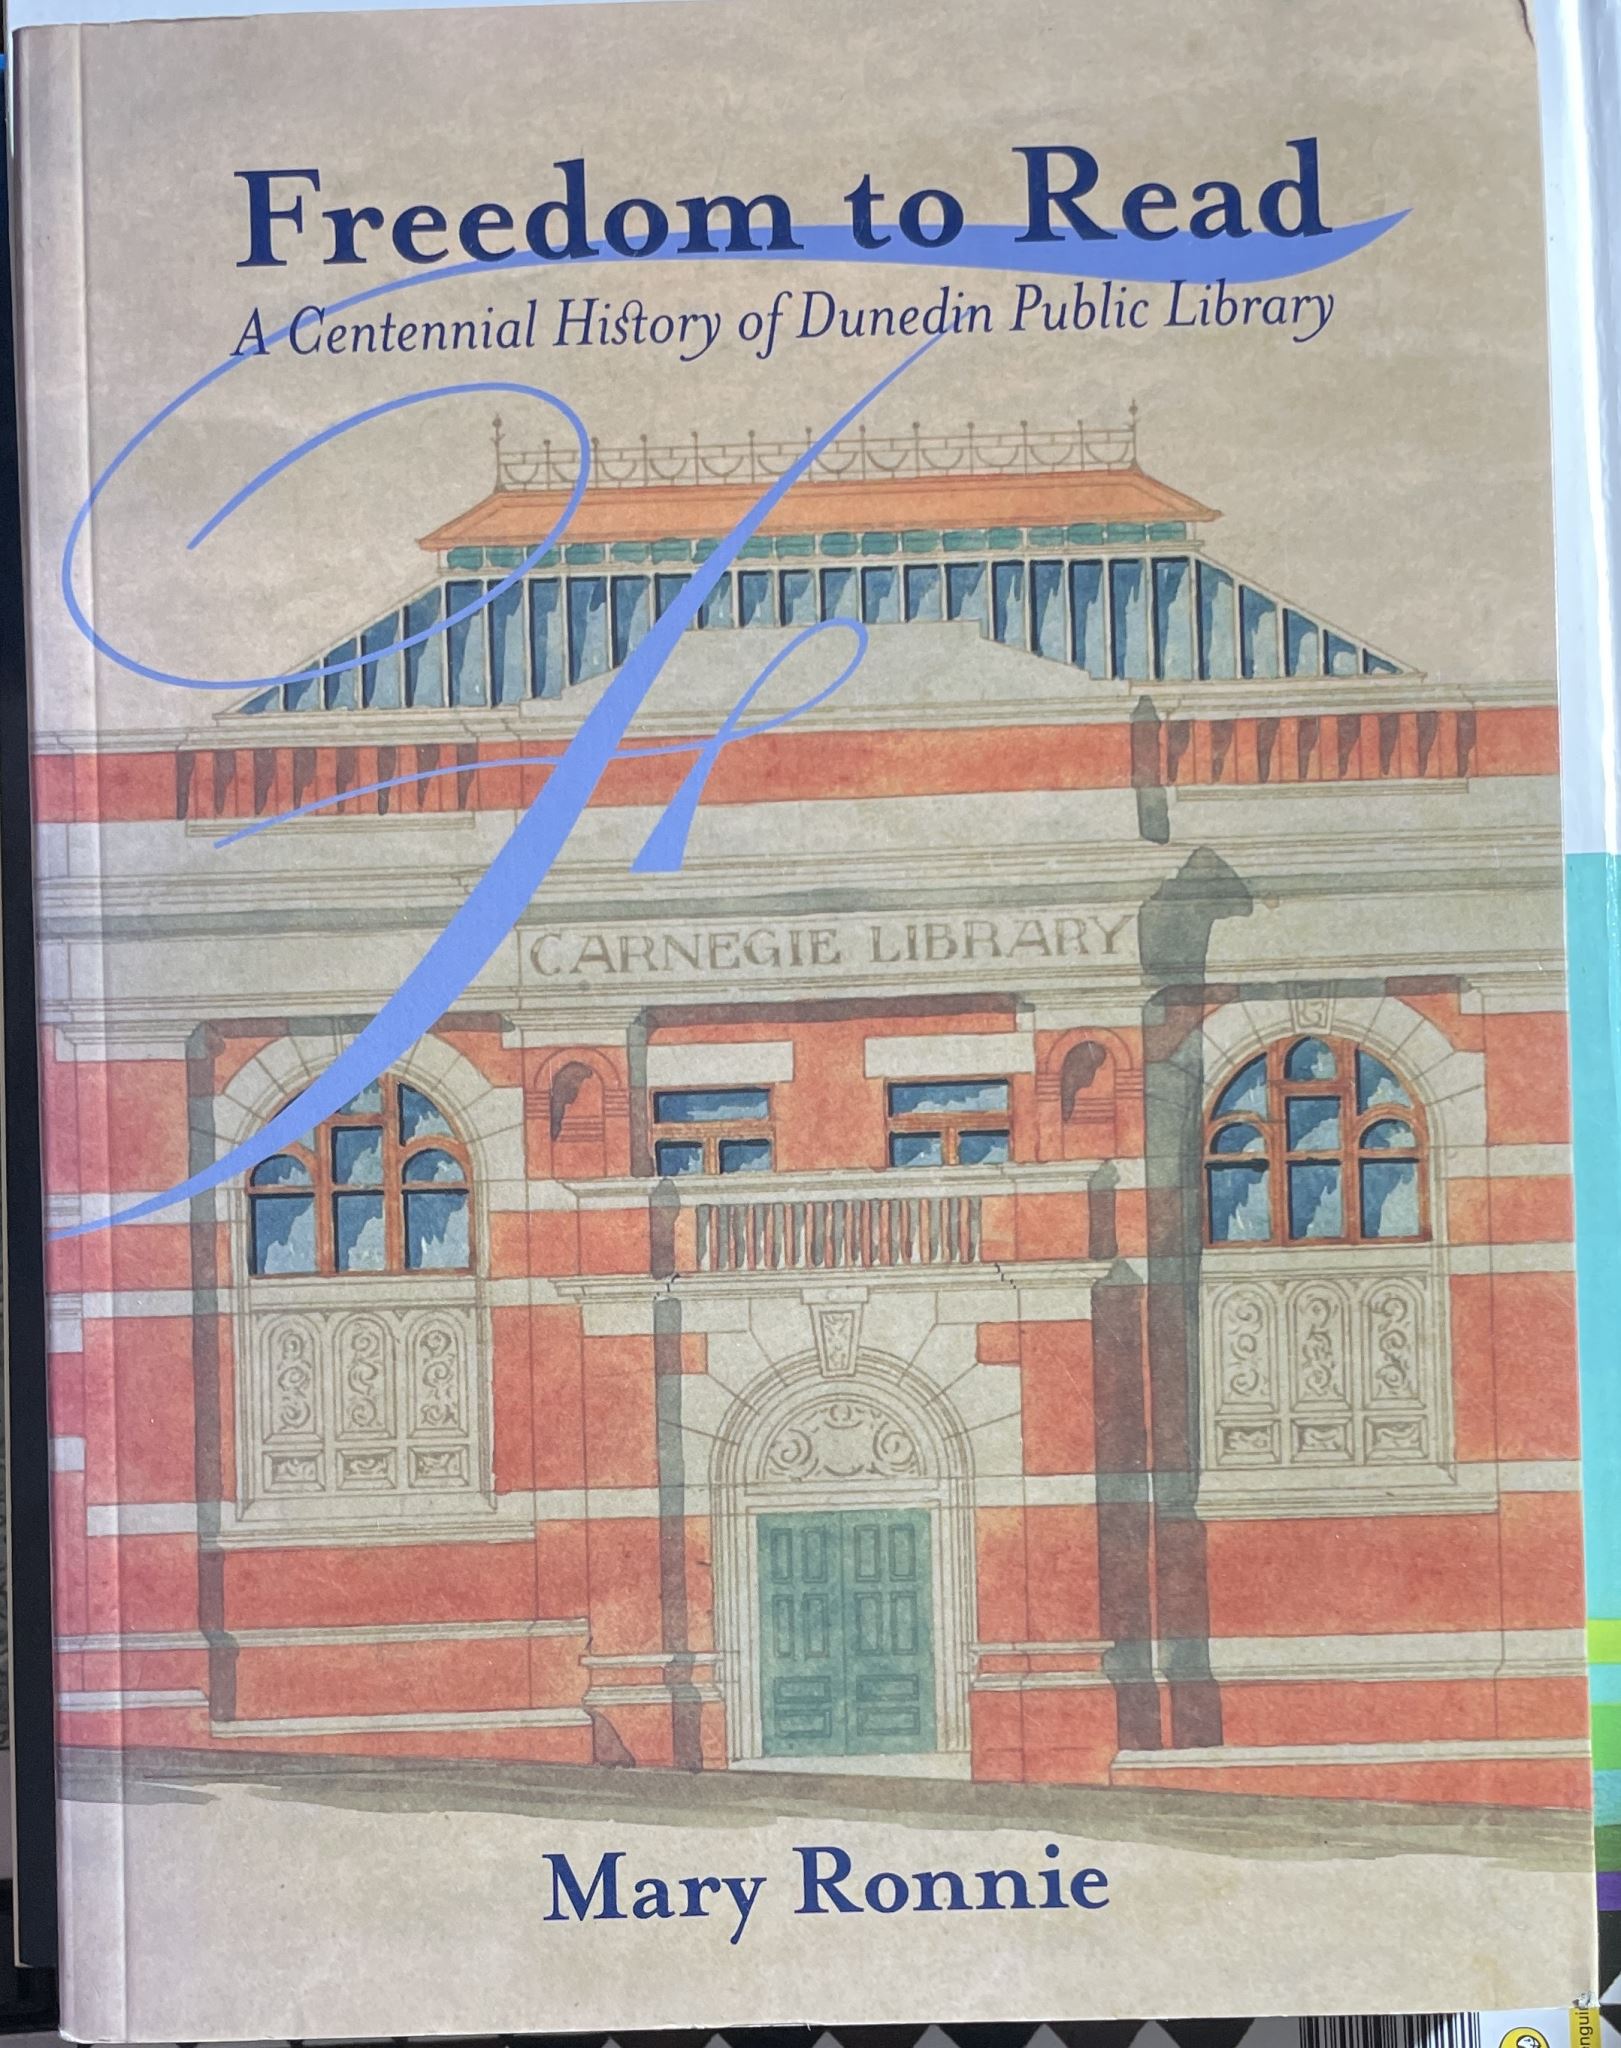 Freedom to Read
A Centennial History of Dunedin Public Library
CARNEGIE LIBRARY
Mary Ronnie